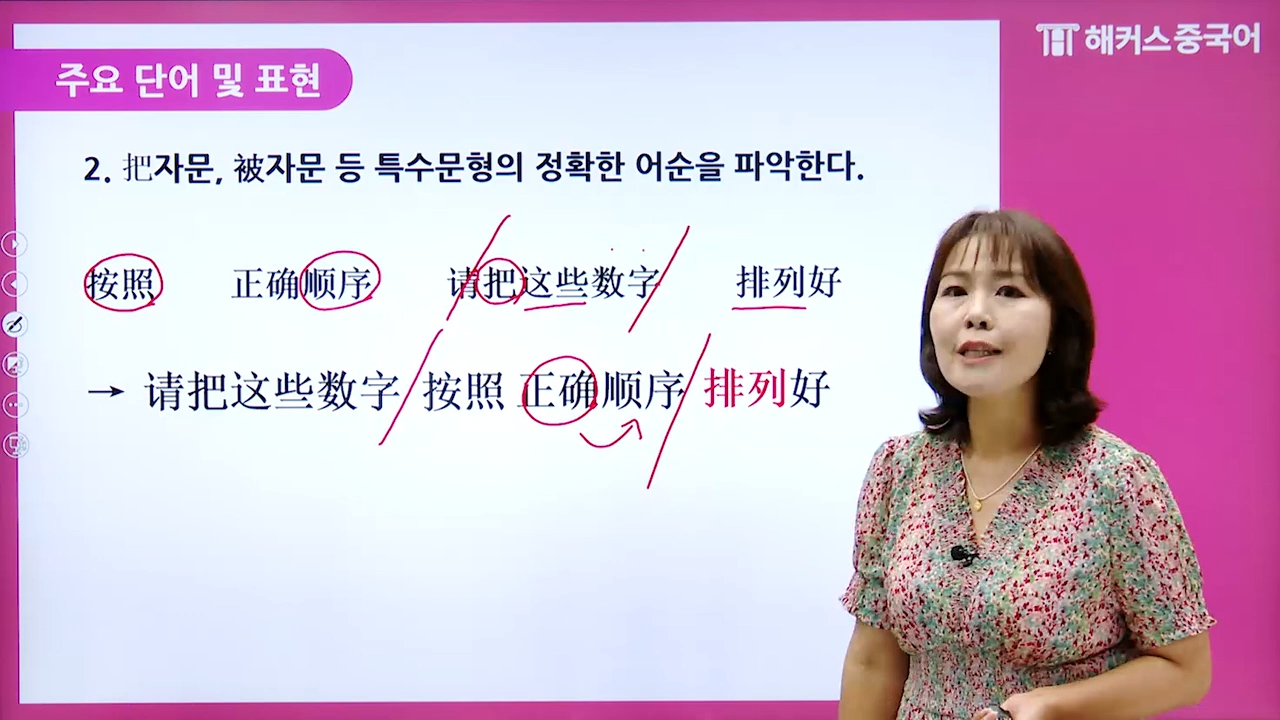 해커스중국어
주요 단어 및 표현
2. 把자문, 被자문 등 특수문형의 정확한 어순을 파악한다.
按照 正确顺序 请把这些数字 排列好
→ 请把这些数字 按照 正确顺序 排列好